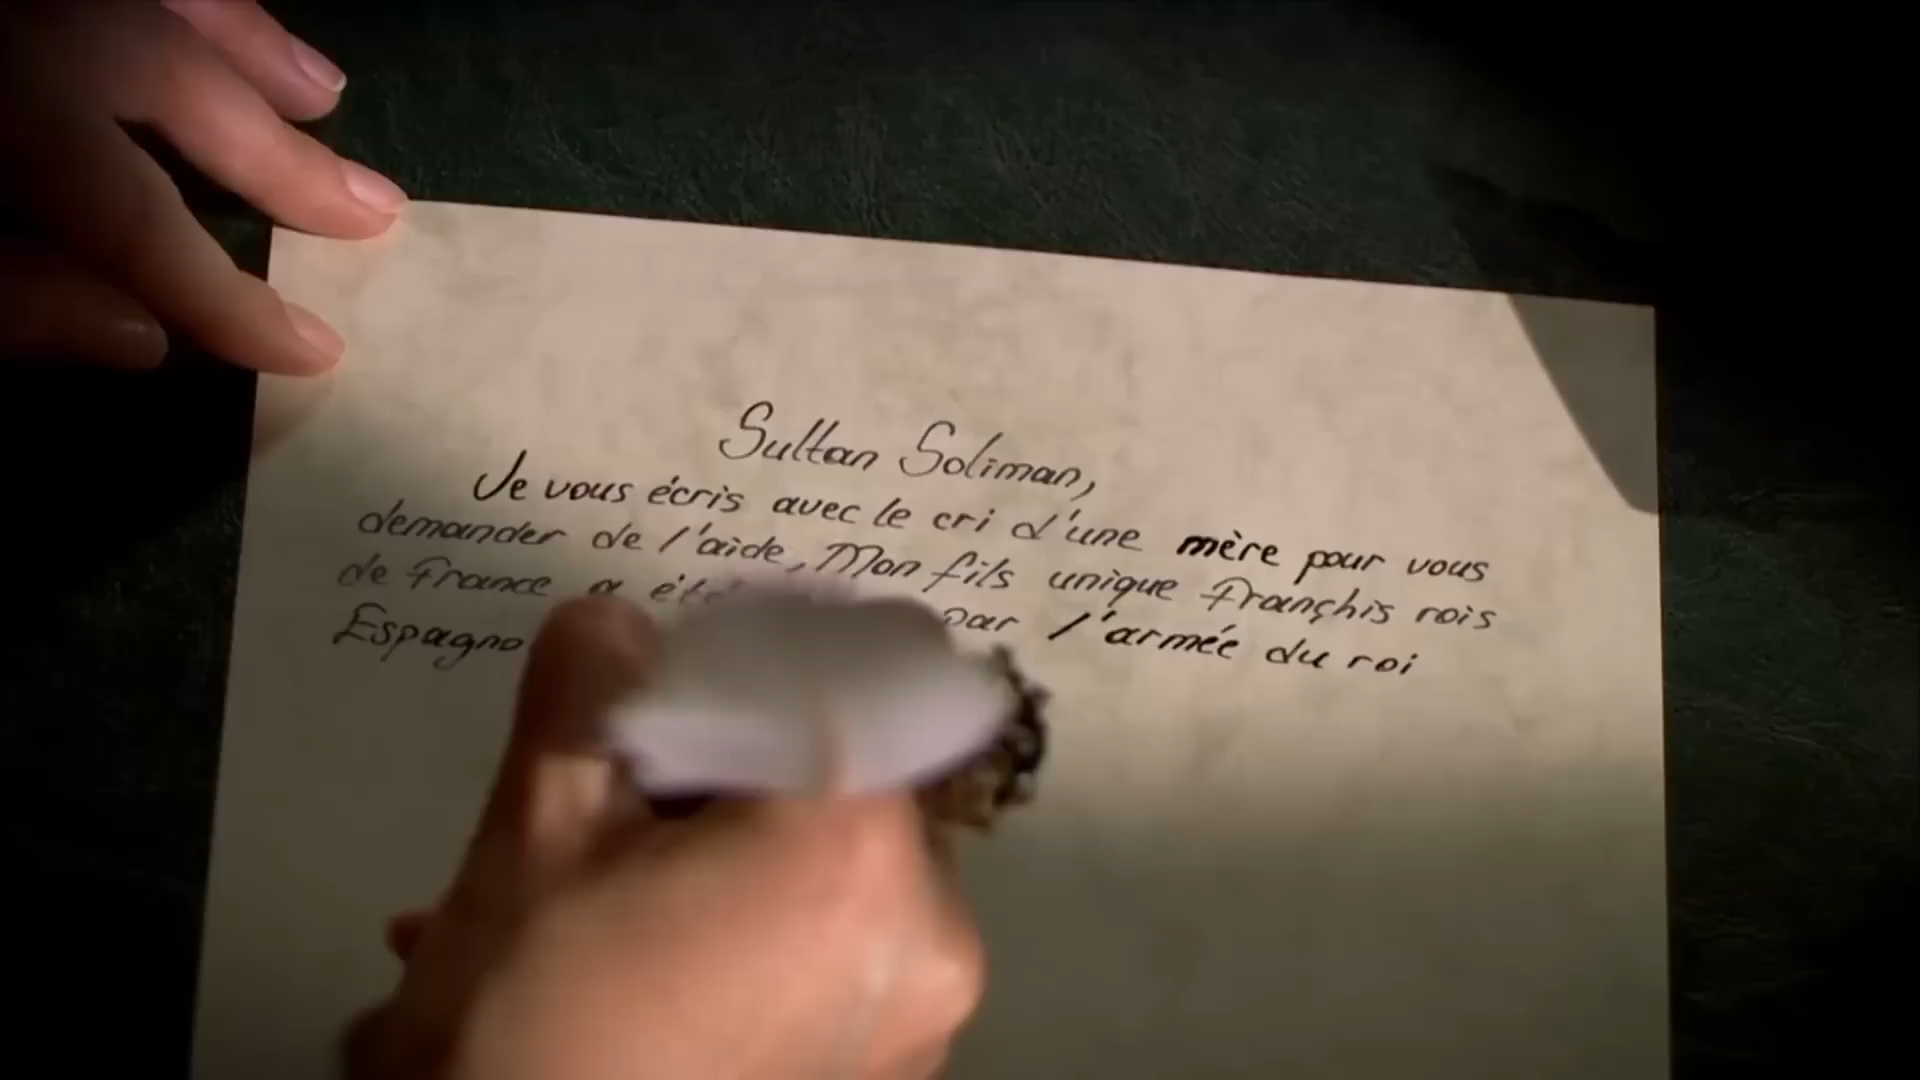 Sultan Soliman,
Je vous écris avec le cri d'une mère pour vous
demander de l'aide, Mon fils unique Françhis rois
de France a été par l'armée du roi
Espagno